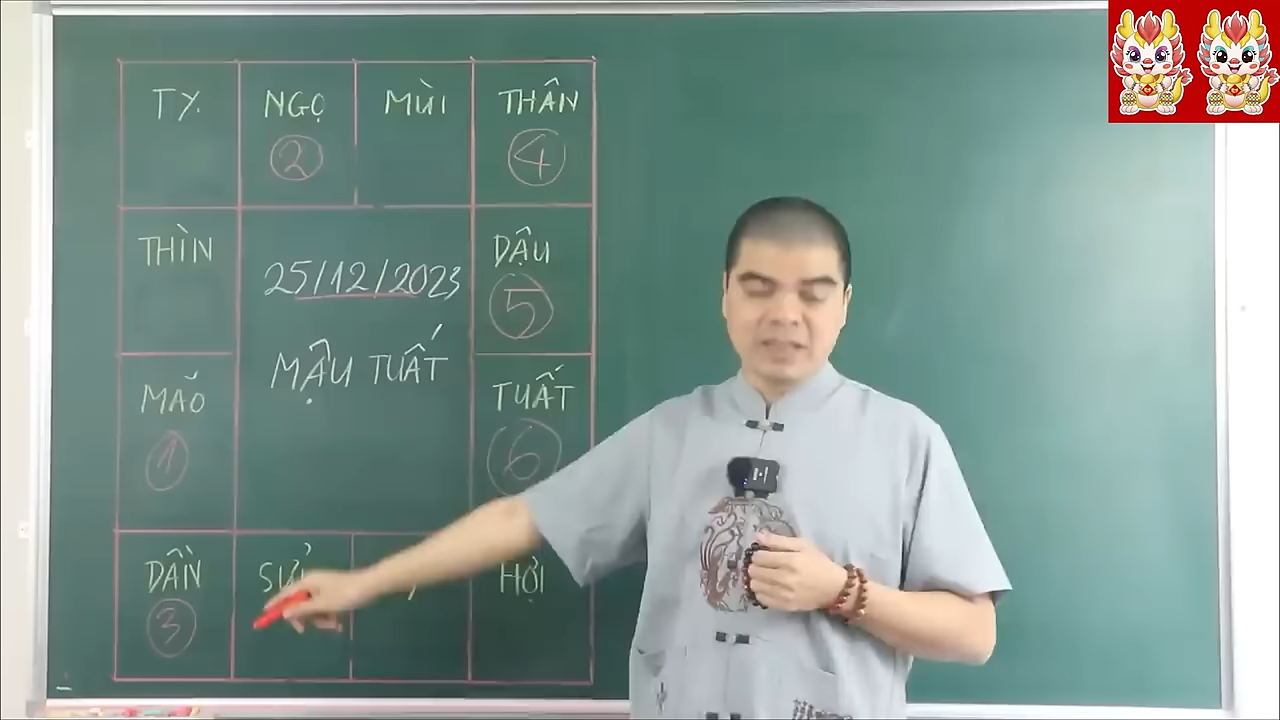 TỴ. NGỌ MÙI THÂN
2 4
THÌN DẬU
25/12/2023
5
MẬU TUẤT
MÃO TUẤT
1 6
DẦN SỬ HỢI
3